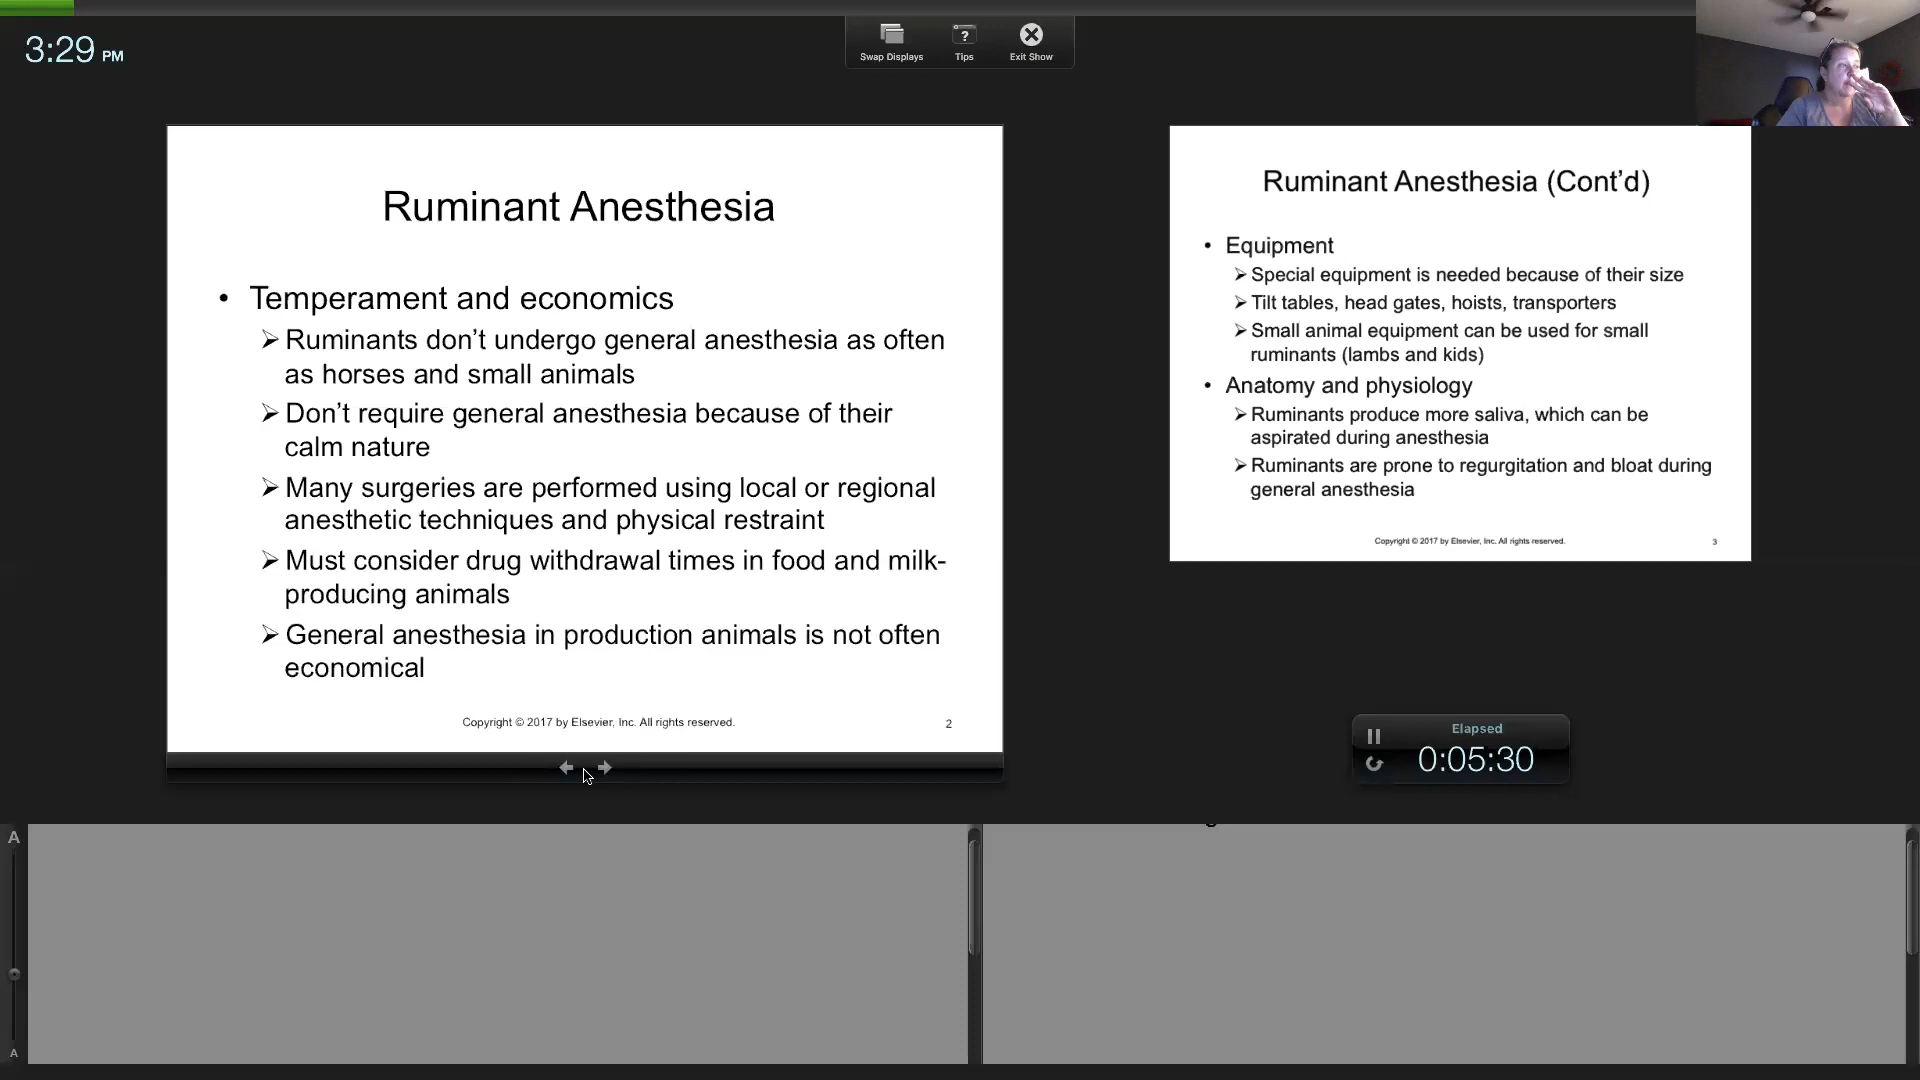 3:29 PM
Swap Displays
Tips
Exit Show
Ruminant Anesthesia
• Temperament and economics
➢ Ruminants don’t undergo general anesthesia as often
as horses and small animals
➢ Don’t require general anesthesia because of their
calm nature
➢ Many surgeries are performed using local or regional
anesthetic techniques and physical restraint
➢ Must consider drug withdrawal times in food and milk-
producing animals
➢ General anesthesia in production animals is not often
economical
Copyright © 2017 by Elsevier, Inc. All rights reserved.
2
Ruminant Anesthesia (Cont’d)
• Equipment
➢ Special equipment is needed because of their size
➢ Tilt tables, head gates, hoists, transporters
➢ Small animal equipment can be used for small
ruminants (lambs and kids)
• Anatomy and physiology
➢ Ruminants produce more saliva, which can be
aspirated during anesthesia
➢ Ruminants are prone to regurgitation and bloat during
general anesthesia
Copyright © 2017 by Elsevier, Inc. All rights reserved.
3
Elapsed
0:05:30
A
A